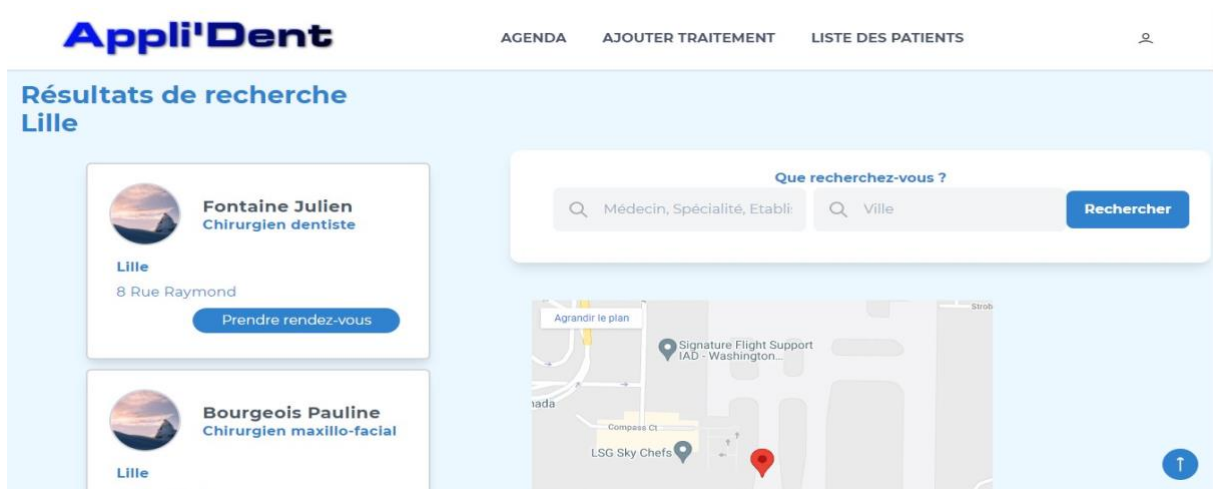 Appli'Dent
AGENDA AJOUTER TRAITEMENT LISTE DES PATIENTS
Résultats de recherche
Lille
Fontaine Julien
Chirurgien dentiste
Lille
8 Rue Raymond
Prendre rendez-vous
Bourgeois Pauline
Chirurgien maxillo-facial
Lille
Que recherchez-vous ?
Médecin, Spécialité, Etabli
Ville
Rechercher
Agrandir le plan
Strob
Signature Flight Support
IAD - Washington...
nada
Compass Ct
LSG Sky Chefs